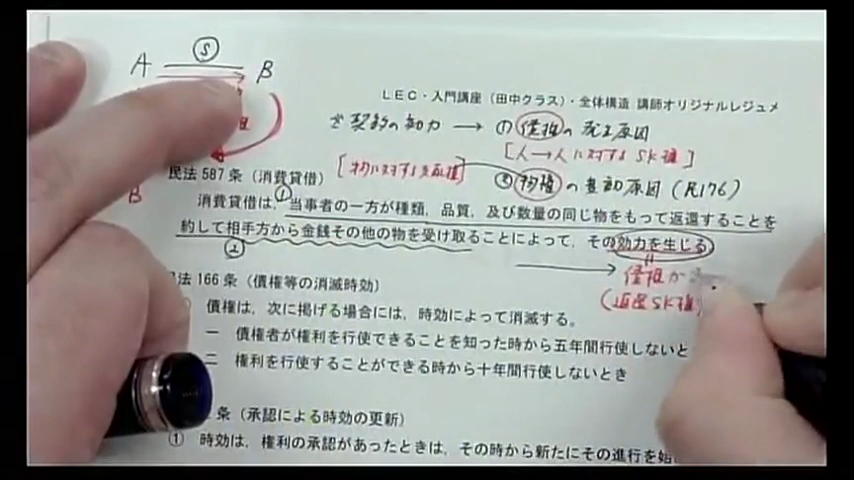 A Ⓢ B
LEC・入門講座（田中クラス）・全体構造 講師オリジナルレジュメ
契約の効力 → ①債権の発生原因
[人→人に対するSK権]
民法 587 条（消費貸借） [物に対する支配権] ②物権の変動原因（民176）
B
消費貸借は、①当事者の一方が種類、品質、及び数量の同じ物をもって返還することを
約して相手方から金銭その他の物を受け取ることによって、その効力を生じる
②
民法 166 条（債権等の消滅時効） → 債権が
債権は、次に掲げる場合には、時効によって消滅する。 （返還SK権
一 債権者が権利を行使できることを知った時から五年間行使しないと
二 権利を行使することができる時から十年間行使しないとき
条（承認による時効の更新）
① 時効は、権利の承認があったときは、その時から新たにその進行を始